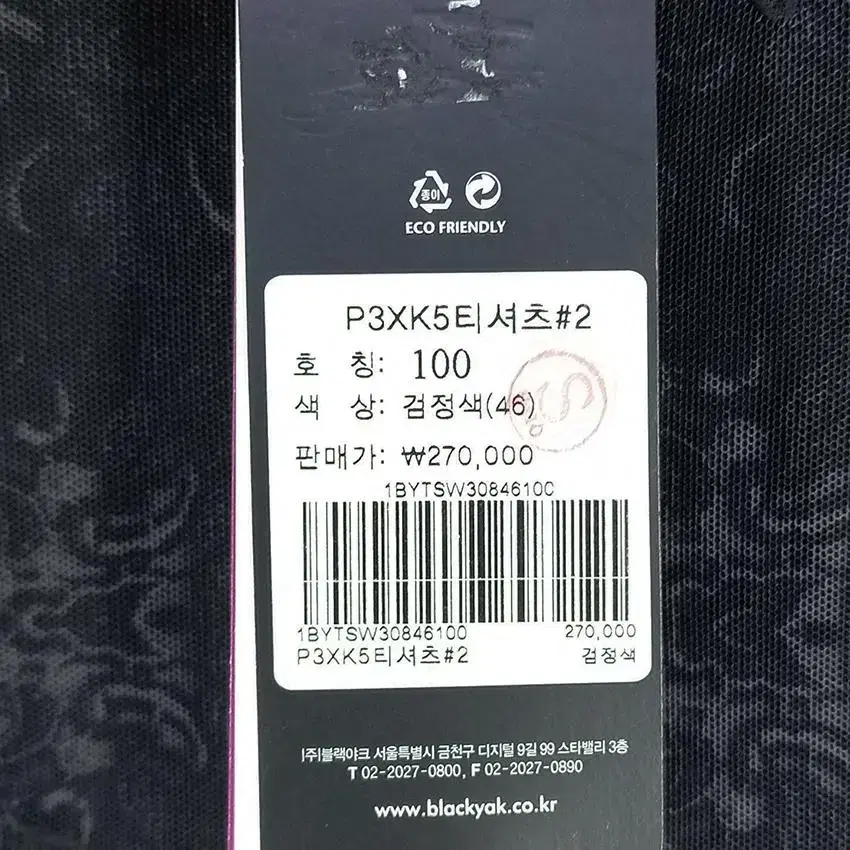 종이
ECO FRIENDLY
P3XK5티셔츠#2
호 칭: 100
색 상: 검정색(46)
판매가: ₩270,000
1BYTSW30846100
1BYTSW30846100 270,000
P3XK5티셔츠#2 검정색
(주)블랙야크 서울특별시 금천구 디지털 9길 99 스타밸리 3층
T 02-2027-0800, F 02-2027-0890
www.blackyak.co.kr